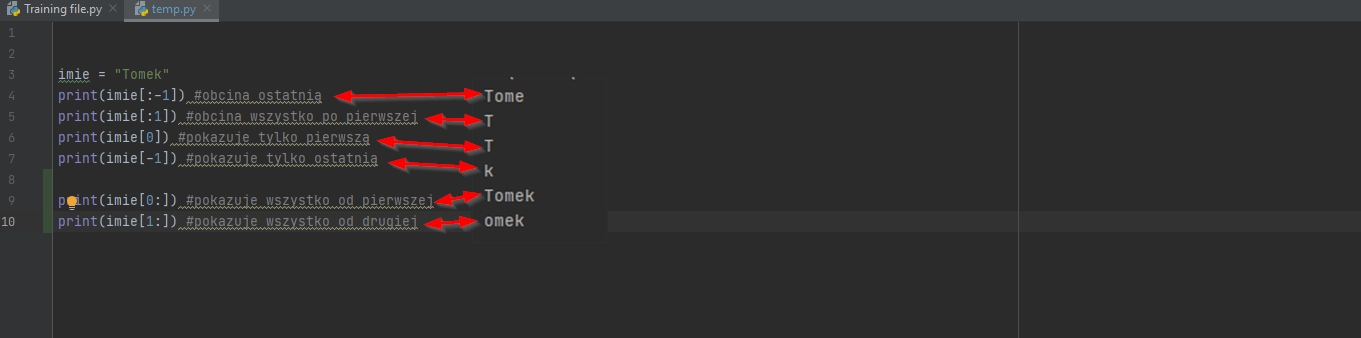 Training file.py temp.py
1
2
3 imie = "Tomek"
4 print(imie[:-1]) #obcina ostatnią Tome
5 print(imie[:1]) #obcina wszystko po pierwszej T
6 print(imie[0]) #pokazuje tylko pierwszą T
7 print(imie[-1]) #pokazuje tylko ostatnią k
8
9 print(imie[0:]) #pokazuje wszystko od pierwszej Tomek
10 print(imie[1:]) #pokazuje wszystko od drugiej omek